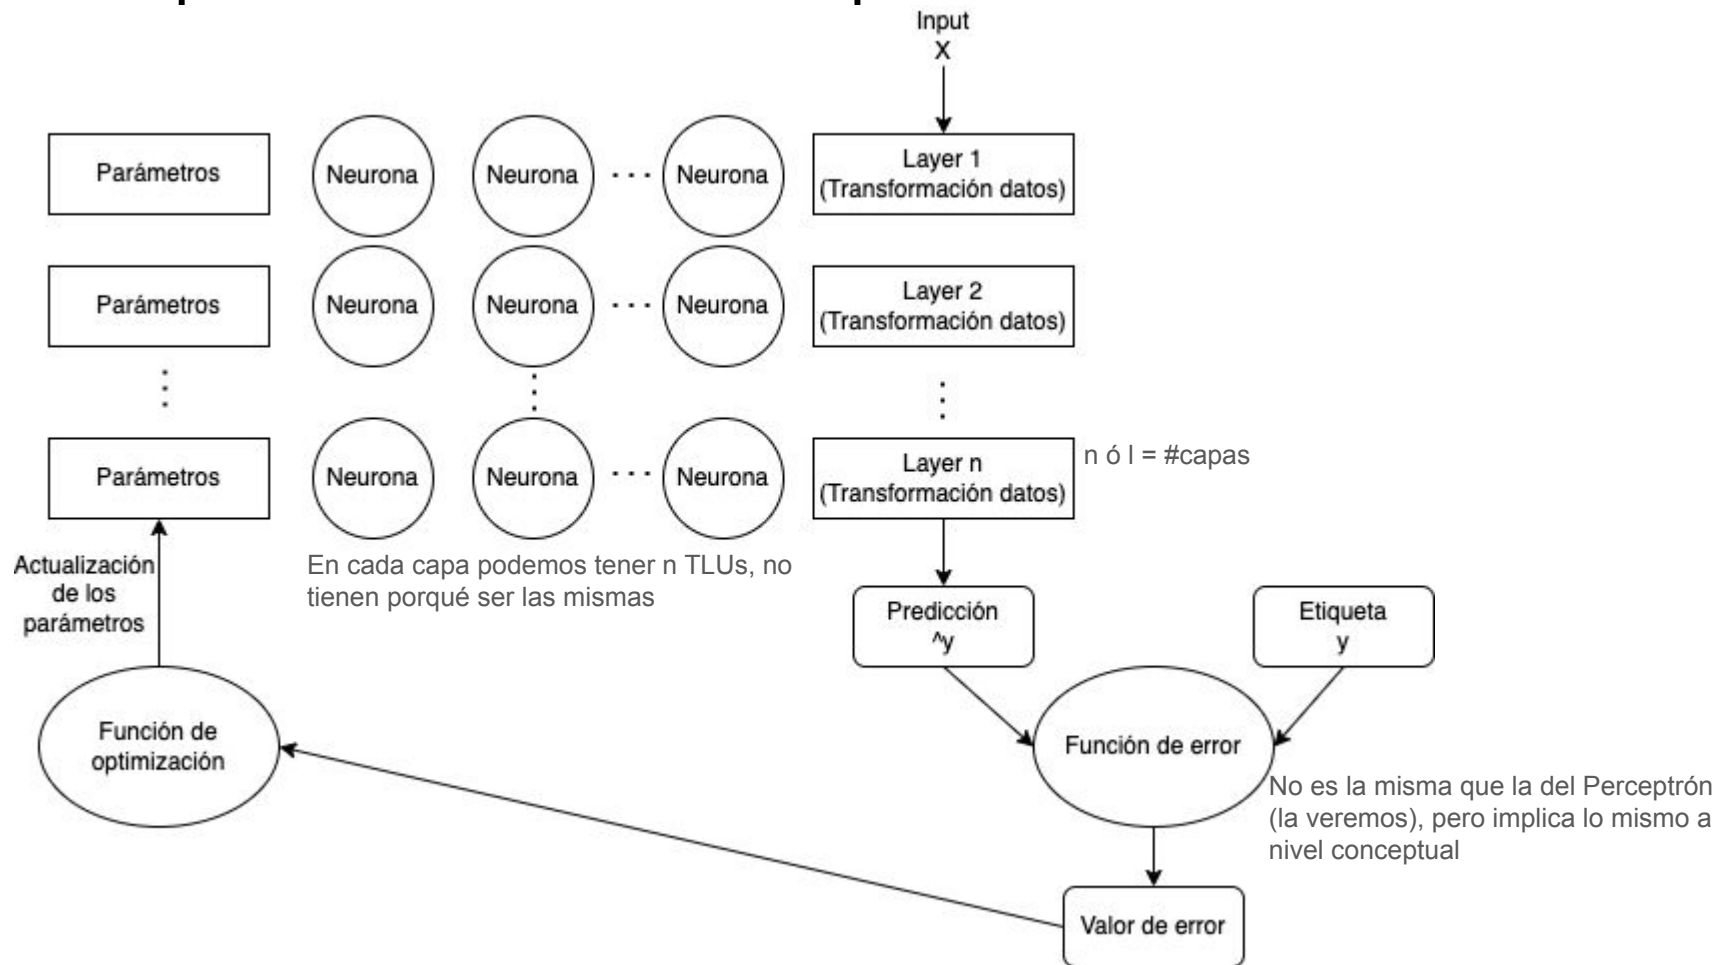 Input
X
Parámetros
Neurona
Neurona
...
Neurona
Layer 1
(Transformación datos)
Parámetros
Neurona
Neurona
...
Neurona
Layer 2
(Transformación datos)
Parámetros
Neurona
Neurona
...
Neurona
Layer n
(Transformación datos)
n ó l = #capas
Actualización
de los
parámetros
En cada capa podemos tener n TLUs, no
tienen porqué ser las mismas
Predicción
^y
Etiqueta
y
Función de
optimización
Función de error
No es la misma que la del Perceptrón
(la veremos), pero implica lo mismo a
nivel conceptual
Valor de error